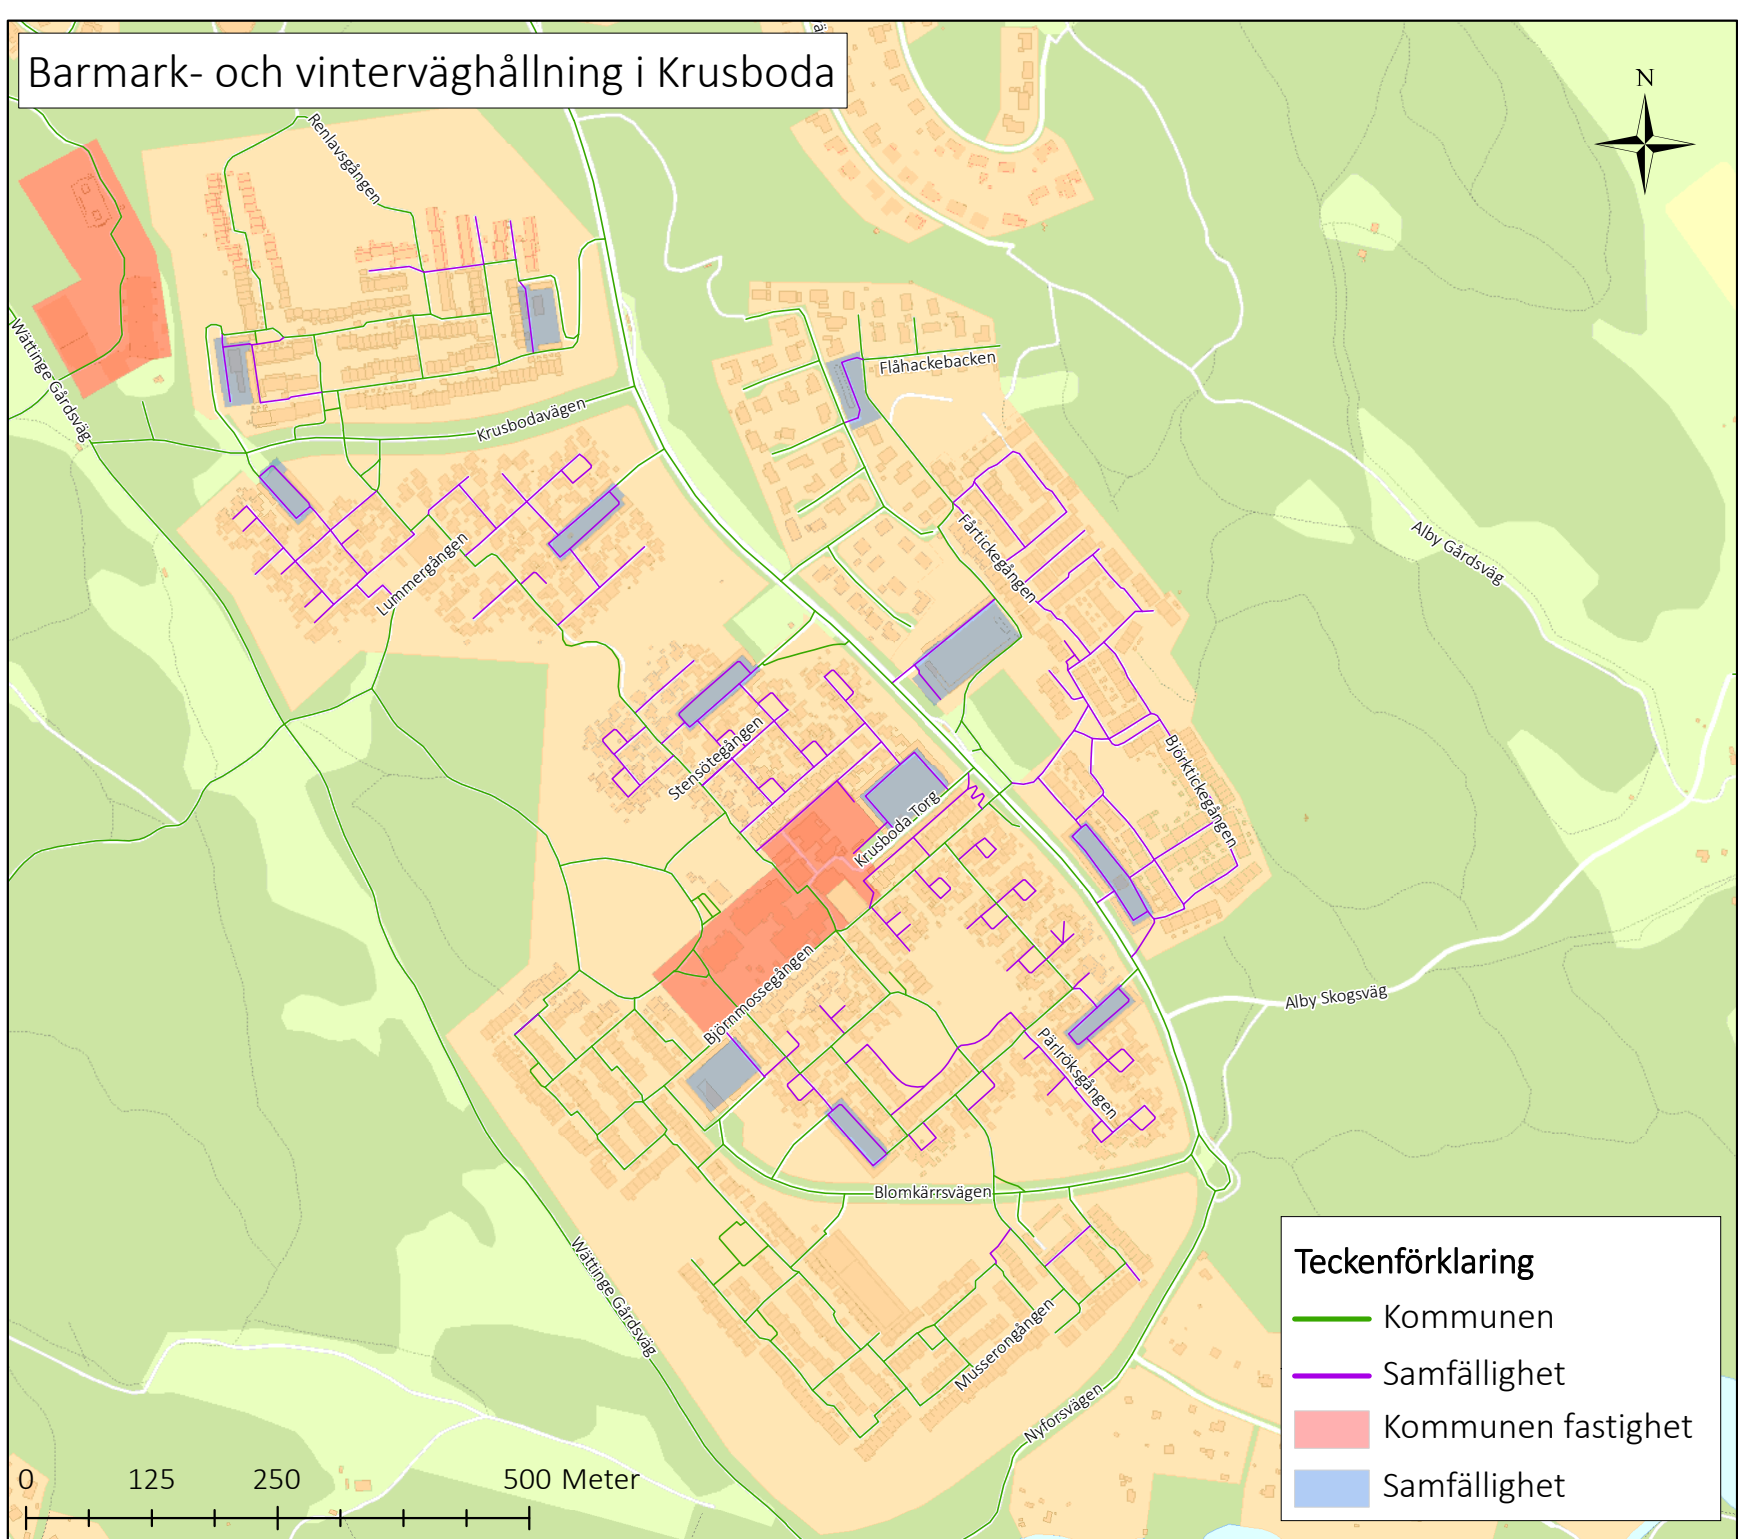 Barmark- och vinterväghållning i Krusboda
N
Renlavsgången
Wättinge Gårdsväg
Krusbodavägen
Flåhackebacken
Lummergången
Fårtickegången
Alby Gårdsväg
Stensötegången
Björktickegången
Krusboda Torg
Björnmossegången
Alby Skogsväg
Pärlröksgången
Blomkärrsvägen
Wättinge Gårdsväg
Musserongången
Nyforsvägen
Teckenförklaring
Kommunen
Samfällighet
Kommunen fastighet
Samfällighet
0 125 250 500 Meter